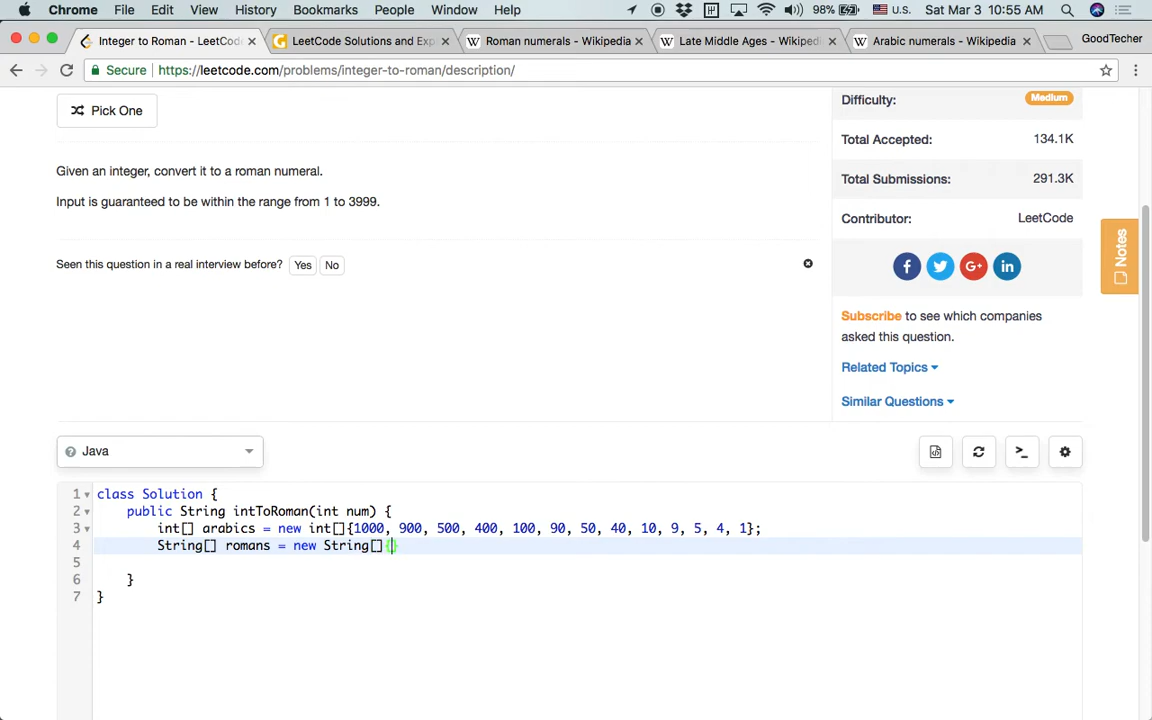 Chrome File Edit View History Bookmarks People Window Help 98% U.S. Sat Mar 3 10:55 AM
Integer to Roman - LeetCode LeetCode Solutions and Exp Roman numerals - Wikipedia Late Middle Ages - Wikiped Arabic numerals - Wikipedia GoodTecher
Secure https://leetcode.com/problems/integer-to-roman/description/
Pick One
Given an integer, convert it to a roman numeral.
Input is guaranteed to be within the range from 1 to 3999.
Seen this question in a real interview before? Yes No
Difficulty: Medium
Total Accepted: 134.1K
Total Submissions: 291.3K
Contributor: LeetCode
Subscribe to see which companies
asked this question.
Related Topics
Similar Questions
Notes
Java
1 class Solution {
2 public String intToRoman(int num) {
3 int[] arabics = new int[]{1000, 900, 500, 400, 100, 90, 50, 40, 10, 9, 5, 4, 1};
4 String[] romans = new String[]{}
5
6 }
7 }